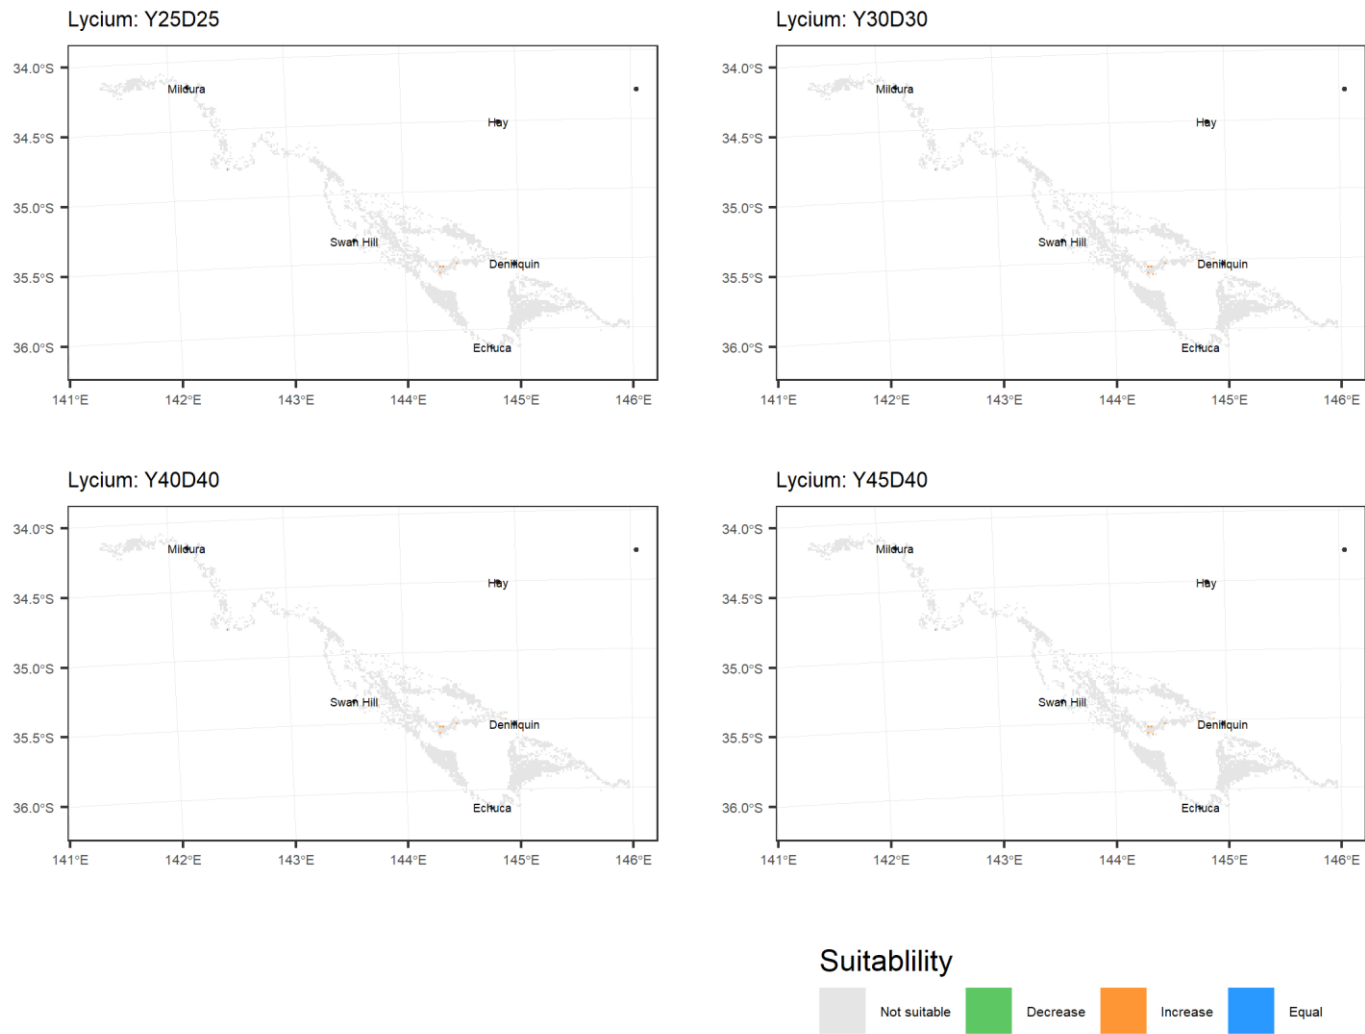 Lycium: Y25D25
34.0°S
34.5°S
35.0°S
35.5°S
36.0°S
Mildura
Hay
Swan Hill
Deniliquin
Echuca
141°E 142°E 143°E 144°E 145°E 146°E
Lycium: Y30D30
34.0°S
34.5°S
35.0°S
35.5°S
36.0°S
Mildura
Hay
Swan Hill
Deniliquin
Echuca
141°E 142°E 143°E 144°E 145°E 146°E
Lycium: Y40D40
34.0°S
34.5°S
35.0°S
35.5°S
36.0°S
Mildura
Hay
Swan Hill
Deniliquin
Echuca
141°E 142°E 143°E 144°E 145°E 146°E
Lycium: Y45D40
34.0°S
34.5°S
35.0°S
35.5°S
36.0°S
Mildura
Hay
Swan Hill
Deniliquin
Echuca
141°E 142°E 143°E 144°E 145°E 146°E
Suitablility
Not suitable Decrease Increase Equal